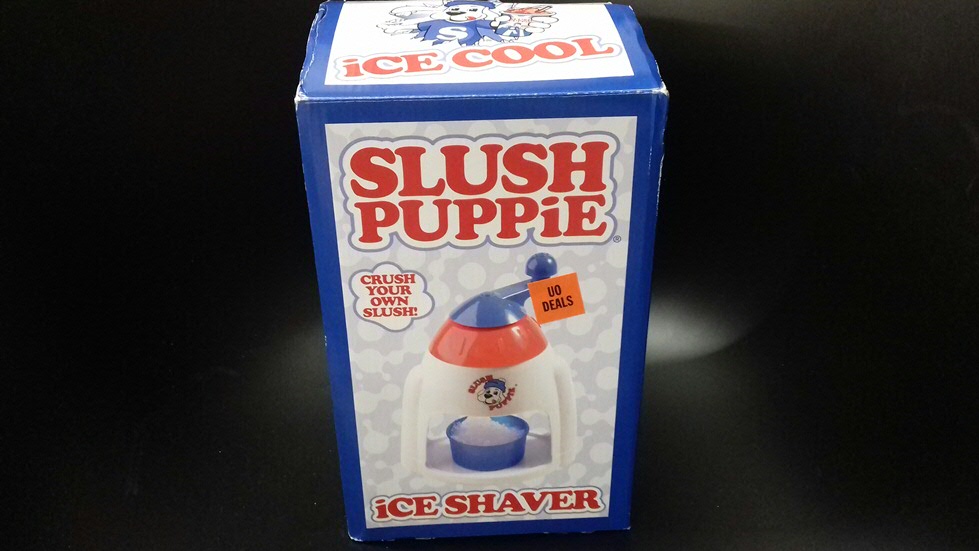 S
iCE COOL
SLUSH
PUPPiE
®
CRUSH
YOUR
OWN
SLUSH!
UO
DEALS
SLUSH
PUPPiE
iCE SHAVER